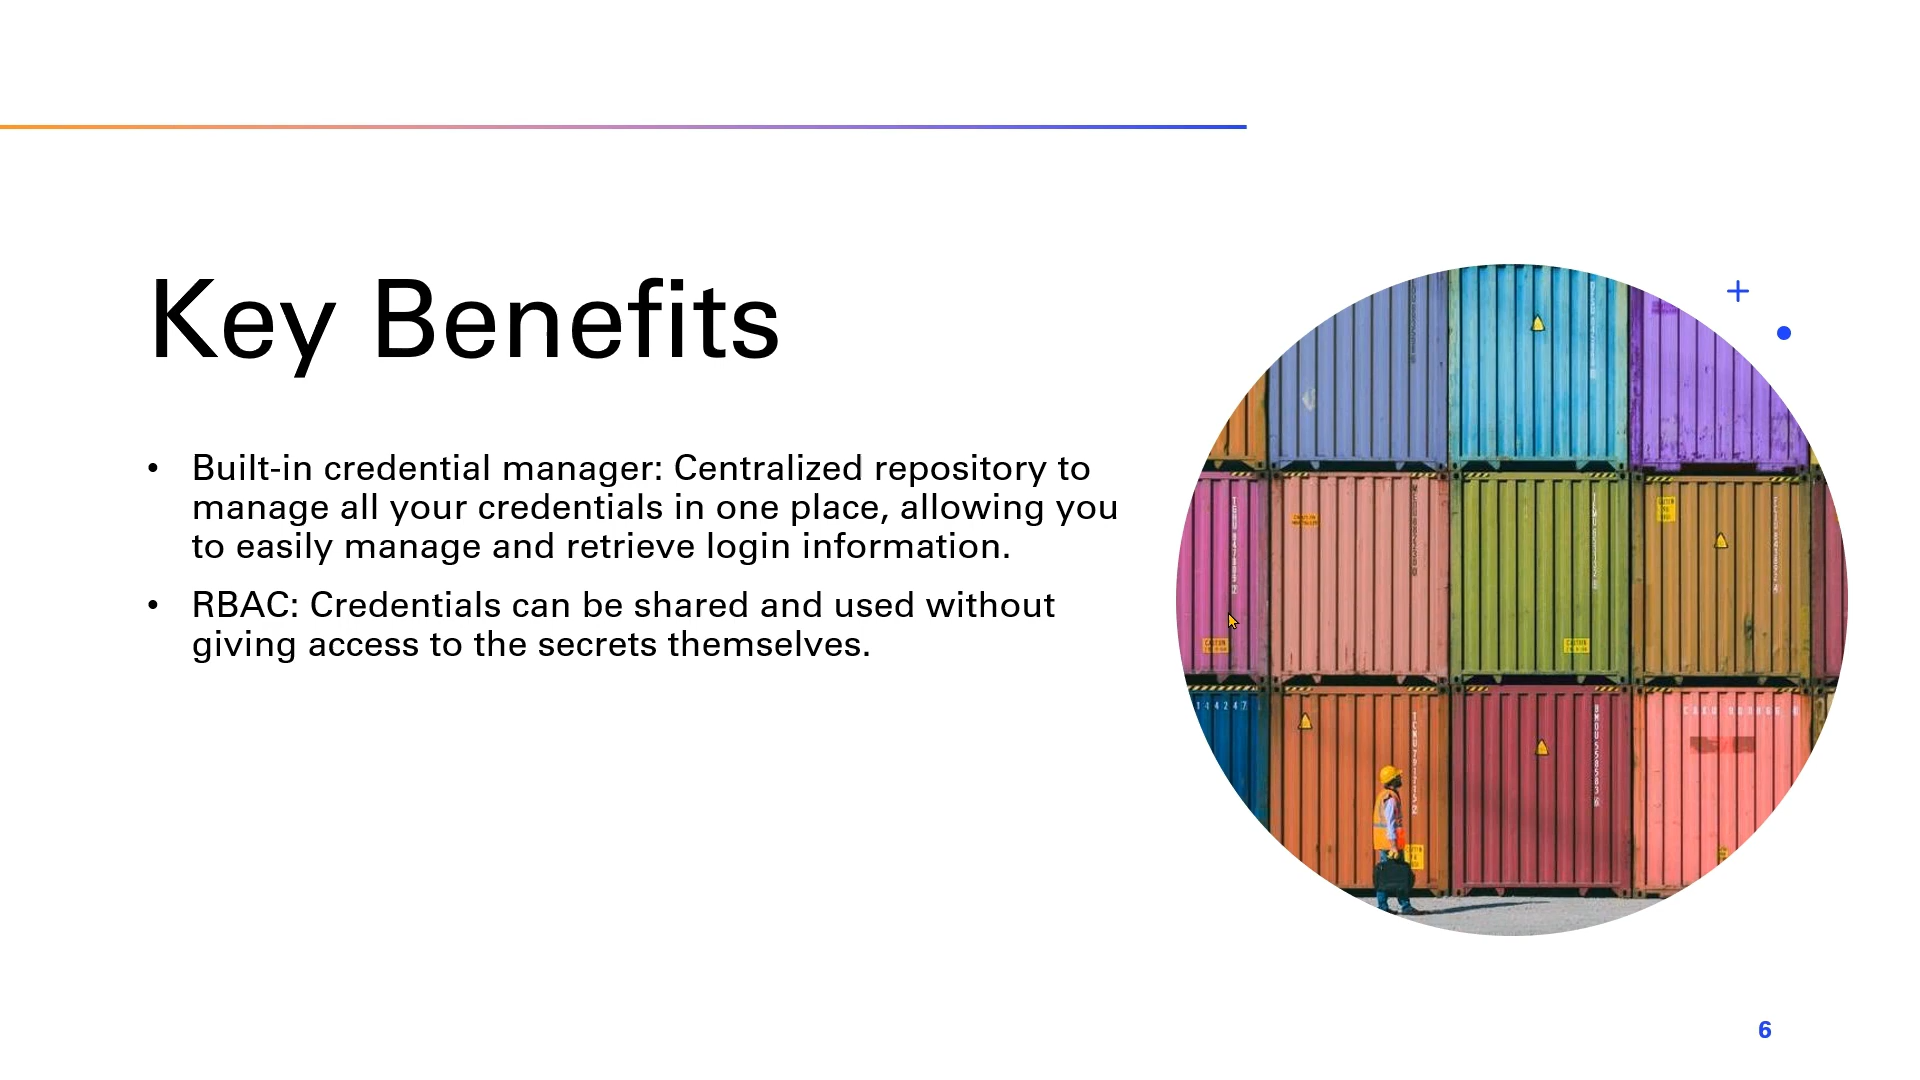 Key Benefits
• Built-in credential manager: Centralized repository to
manage all your credentials in one place, allowing you
to easily manage and retrieve login information.
• RBAC: Credentials can be shared and used without
giving access to the secrets themselves.
6